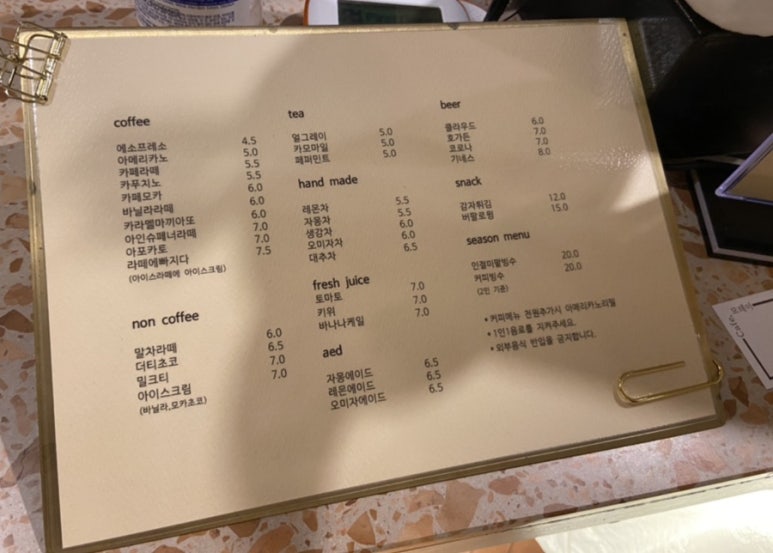 coffee
에소프레소 4.5
아메리카노 5.0
카페라떼 5.5
카푸치노 5.5
카페모카 6.0
바닐라라떼 6.0
카라멜마끼아또 6.0
아인슈페너라떼 7.0
아포카토 7.0
라떼에빠지다 7.5
(아이스라떼에 아이스크림)
non coffee
말차라떼 6.0
더티초코 6.5
밀크티 7.0
아이스크림 7.0
(바닐라,모카초코)
tea
얼그레이 5.0
카모마일 5.0
페퍼민트 5.0
hand made
레몬차 5.5
자몽차 5.5
생강차 6.0
오미자차 6.0
대추차 6.5
fresh juice
토마토 7.0
키위 7.0
바나나케일 7.0
aed
자몽에이드 6.5
레몬에이드 6.5
오미자에이드 6.5
beer
클라우드 6.0
호가든 7.0
코로나 7.0
기네스 8.0
snack
감자튀김 12.0
버팔로윙 15.0
season menu
인절미팥빙수 20.0
커피빙수 20.0
(2인 기준)
* 커피메뉴 천원추가시 아메리카노리필
* 1인1음료를 지켜주세요.
* 외부음식 반입을 금지합니다.